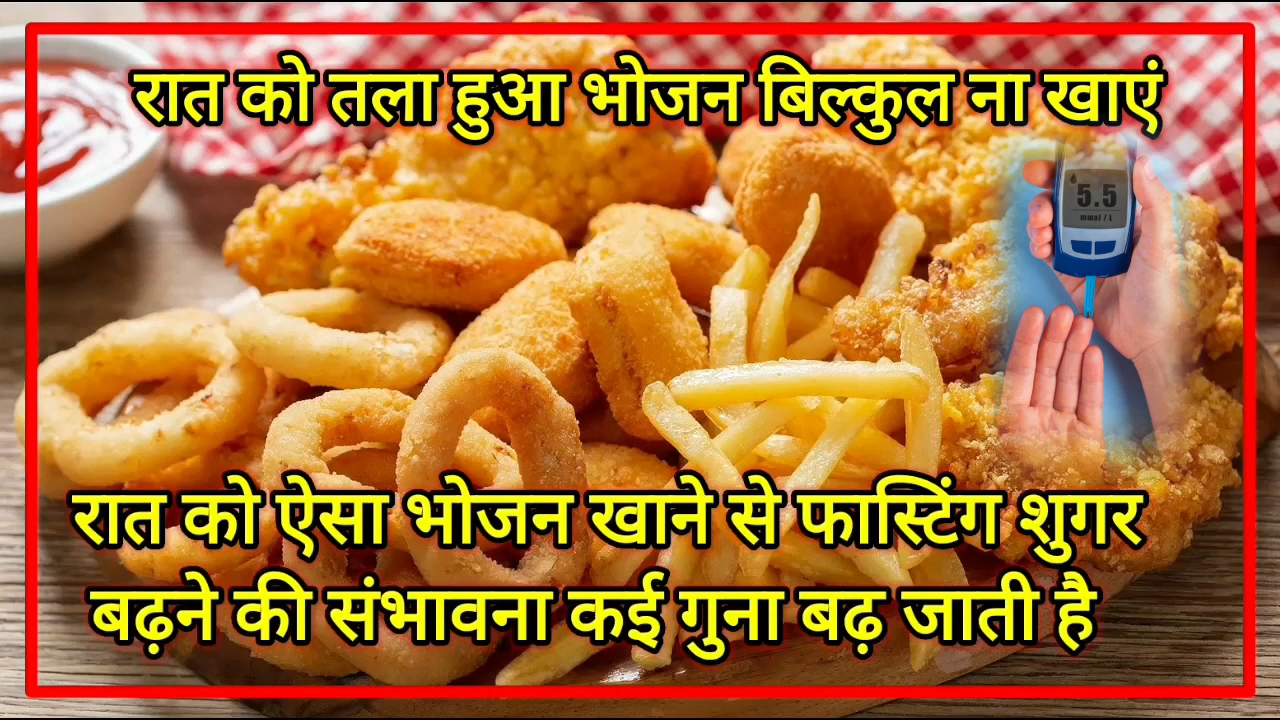 रात को तला हुआ भोजन बिल्कुल ना खाएं
5.5
mmol / L
रात को ऐसा भोजन खाने से फास्टिंग शुगर
बढ़ने की संभावना कई गुना बढ़ जाती है